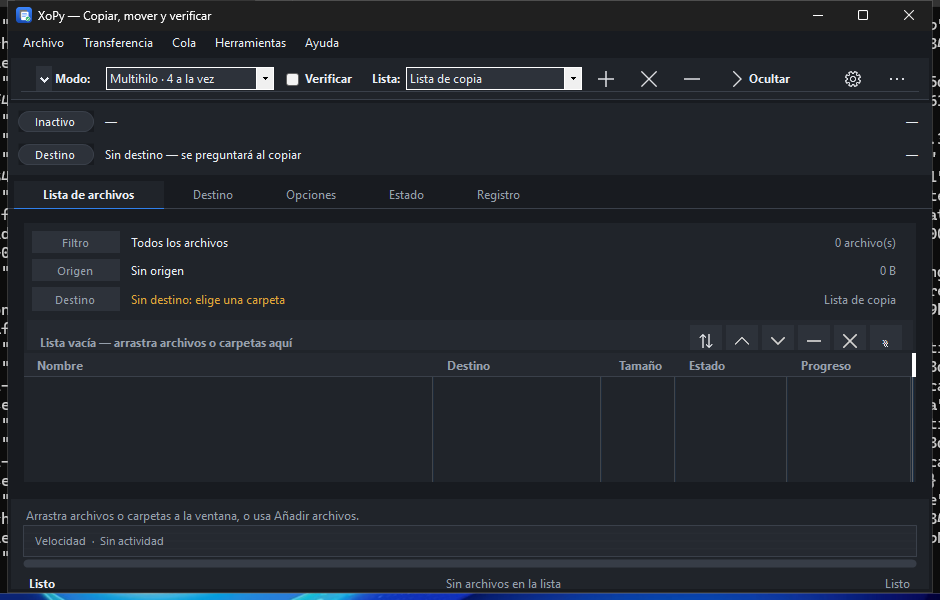 XoPy — Copiar, mover y verificar
Archivo Transferencia Cola Herramientas Ayuda
Modo: Multihilo · 4 a la vez Verificar Lista: Lista de copia Ocultar
Inactivo — —
Destino Sin destino — se preguntará al copiar —
Lista de archivos Destino Opciones Estado Registro
Filtro Todos los archivos 0 archivo(s)
Origen Sin origen 0 B
Destino Sin destino: elige una carpeta Lista de copia
Lista vacía — arrastra archivos o carpetas aquí
Nombre Destino Tamaño Estado Progreso
Arrastra archivos o carpetas a la ventana, o usa Añadir archivos.
Velocidad · Sin actividad
Listo Sin archivos en la lista Listo